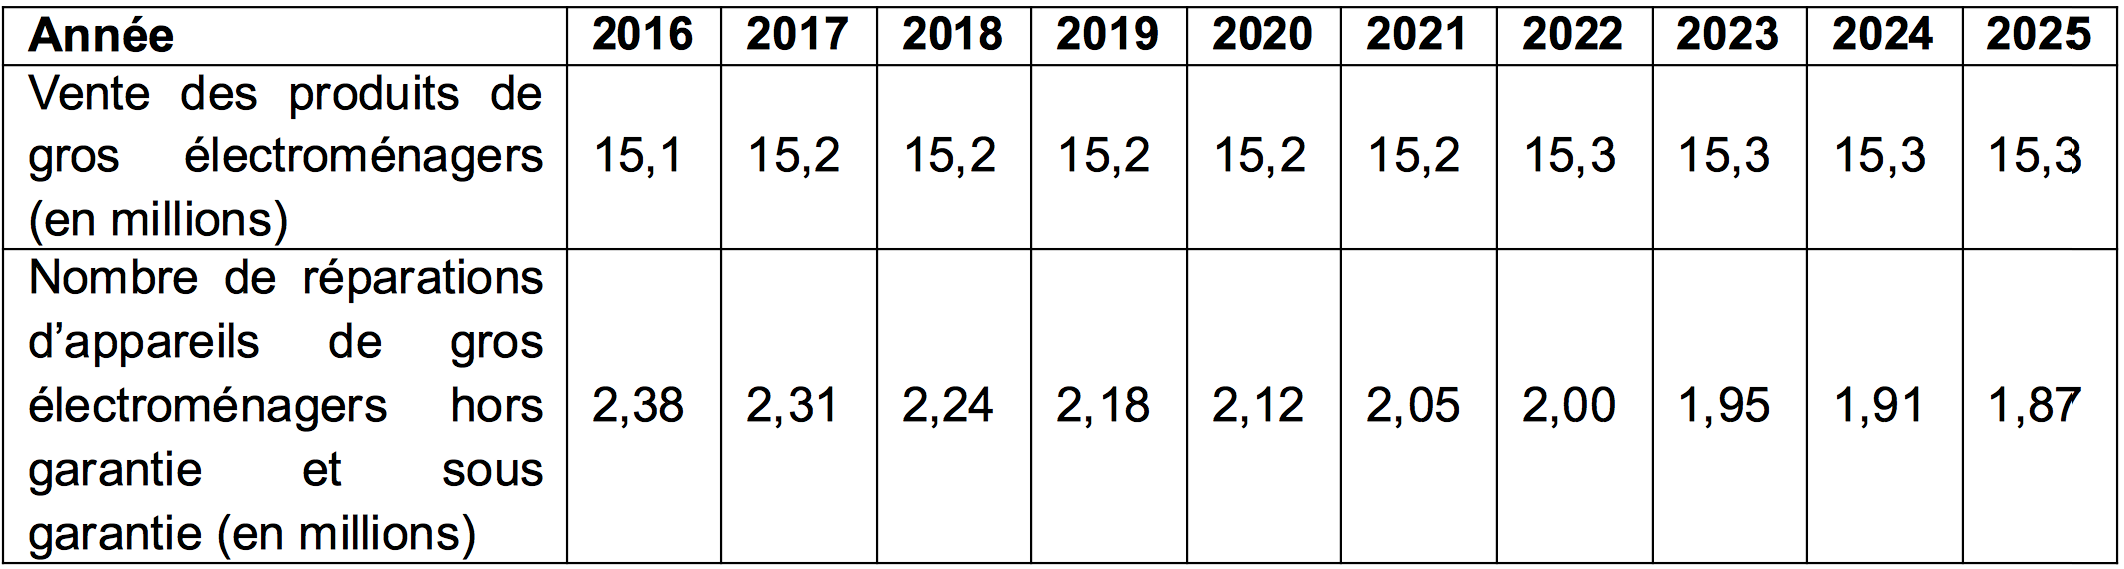 Année 2016 2017 2018 2019 2020 2021 2022 2023 2024 2025
Vente des produits de
gros électroménagers 15,1 15,2 15,2 15,2 15,2 15,2 15,3 15,3 15,3 15,3
(en millions)
Nombre de réparations
d’appareils de gros
électroménagers hors 2,38 2,31 2,24 2,18 2,12 2,05 2,00 1,95 1,91 1,87
garantie et sous
garantie (en millions)